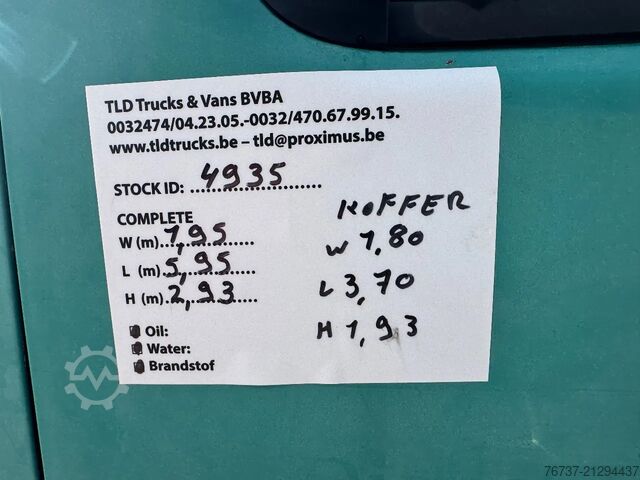 TLD Trucks & Vans BVBA
0032474/04.23.05.-0032/470.67.99.15.
www.tldtrucks.be – tld@proximus.be
STOCK ID: 4935
COMPLETE
W (m) 1,95
L (m) 5,95
H (m) 2,93
KOFFER
W 1,80
L 3,70
H 1,93
Oil:
Water:
Brandstof
76737-21294437